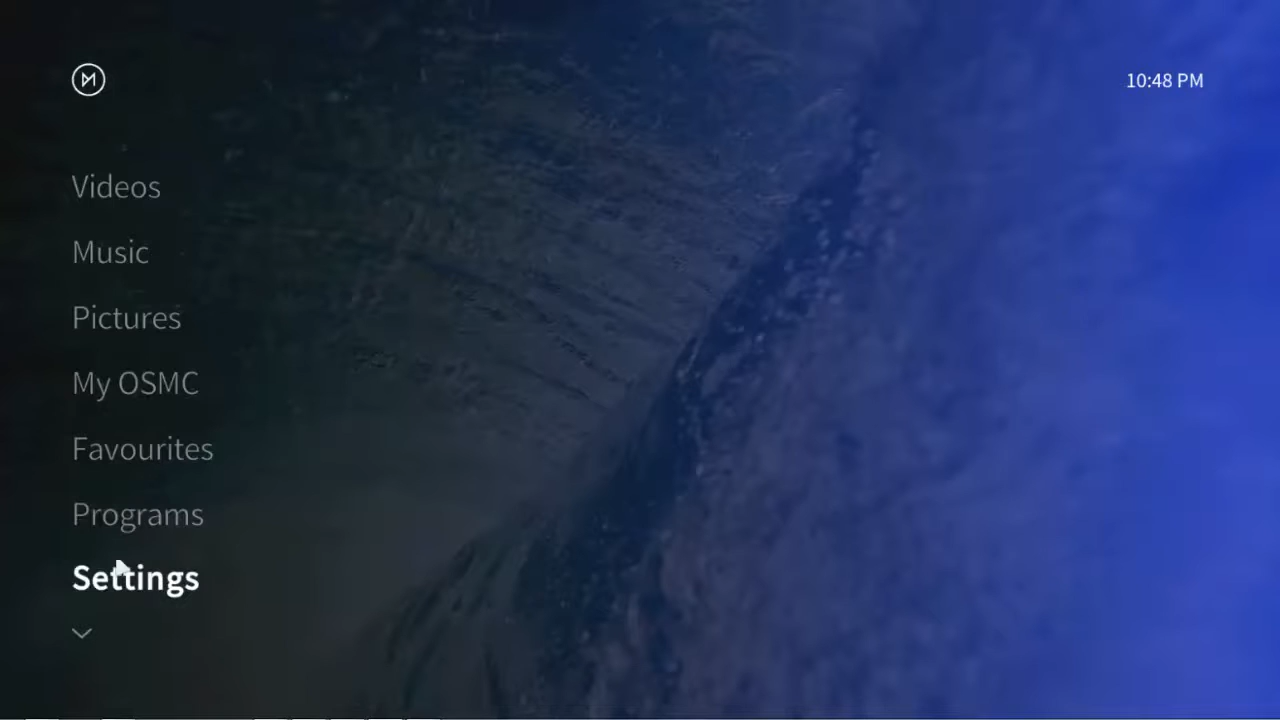 10:48 PM
Videos
Music
Pictures
My OSMC
Favourites
Programs
Settings